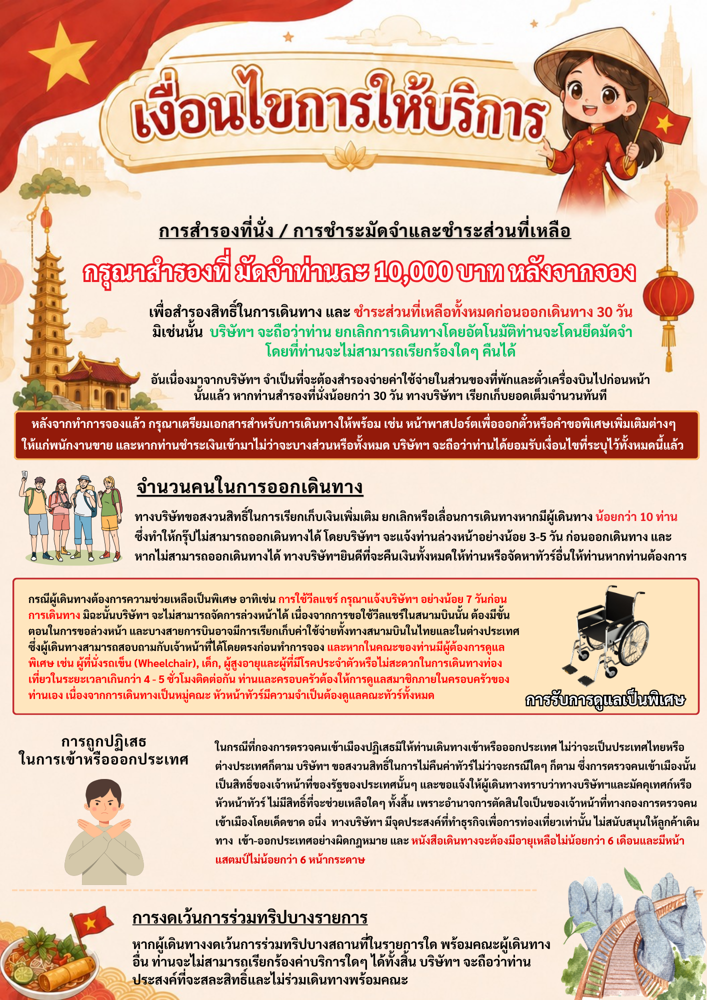 เงื่อนไขการให้บริการ
การสำรองที่นั่ง / การชำระมัดจำและชำระส่วนที่เหลือ
กรุณาสำรองที่ มัดจำท่านละ 10,000 บาท หลังจากจอง
เพื่อสำรองสิทธิ์ในการเดินทาง และ ชำระส่วนที่เหลือทั้งหมดก่อนออกเดินทาง 30 วัน
มิเช่นนั้น บริษัทฯ จะถือว่าท่าน ยกเลิกการเดินทางโดยอัตโนมัติท่านจะโดนยึดมัดจำ
โดยที่ท่านจะไม่สามารถเรียกร้องใดๆ คืนได้
อันเนื่องมาจากบริษัทฯ จำเป็นที่จะต้องสำรองจ่ายค่าใช้จ่ายในส่วนของที่พักและตั๋วเครื่องบินไปก่อนหน้า
นั้นแล้ว หากท่านสำรองที่นั่งน้อยกว่า 30 วัน ทางบริษัทฯ เรียกเก็บยอดเต็มจำนวนทันที
หลังจากทำการจองแล้ว กรุณาเตรียมเอกสารสำหรับการเดินทางให้พร้อม เช่น หน้าพาสปอร์ตเพื่อออกตั๋วหรือคำขอพิเศษเพิ่มเติมต่างๆ
ให้แก่พนักงานขาย และหากท่านชำระเงินเข้ามาไม่ว่าจะบางส่วนหรือทั้งหมด บริษัทฯ จะถือว่าท่านได้ยอมรับเงื่อนไขที่ระบุไว้ทั้งหมดนี้แล้ว
จำนวนคนในการออกเดินทาง
ทางบริษัทขอสงวนสิทธิ์ในการเรียกเก็บเงินเพิ่มเติม ยกเลิกหรือเลื่อนการเดินทางหากมีผู้เดินทาง น้อยกว่า 10 ท่าน
ซึ่งทำให้กรุ๊ปไม่สามารถออกเดินทางได้ โดยบริษัทฯ จะแจ้งท่านล่วงหน้าอย่างน้อย 3-5 วัน ก่อนออกเดินทาง และ
หากไม่สามารถออกเดินทางได้ ทางบริษัทฯยินดีที่จะคืนเงินทั้งหมดให้ท่านหรือจัดหาทัวร์อื่นให้ท่านหากท่านต้องการ
กรณีผู้เดินทางต้องการความช่วยเหลือเป็นพิเศษ อาทิเช่น การใช้วีลแชร์ กรุณาแจ้งบริษัทฯ อย่างน้อย 7 วันก่อน
การเดินทาง มิฉะนั้นบริษัทฯ จะไม่สามารถจัดการล่วงหน้าได้ เนื่องจากการขอใช้วีลแชร์ในสนามบินนั้น ต้องมีขั้น
ตอนในการขอล่วงหน้า และบางสายการบินอาจมีการเรียกเก็บค่าใช้จ่ายทั้งทางสนามบินในไทยและในต่างประเทศ
ซึ่งผู้เดินทางสามารถสอบถามกับเจ้าหน้าที่ได้โดยตรงก่อนทำการจอง และหากในคณะของท่านมีผู้ต้องการดูแล
พิเศษ เช่น ผู้ที่นั่งรถเข็น (Wheelchair), เด็ก, ผู้สูงอายุและผู้ที่มีโรคประจำตัวหรือไม่สะดวกในการเดินทางท่อง
เที่ยวในระยะเวลาเกินกว่า 4 - 5 ชั่วโมงติดต่อกัน ท่านและครอบครัวต้องให้การดูแลสมาชิกภายในครอบครัวของ
ท่านเอง เนื่องจากการเดินทางเป็นหมู่คณะ หัวหน้าทัวร์มีความจำเป็นต้องดูแลคณะทัวร์ทั้งหมด
การรับการดูแลเป็นพิเศษ
การถูกปฏิเสธ
ในการเข้าหรือออกประเทศ
ในกรณีที่กองการตรวจคนเข้าเมืองปฏิเสธมิให้ท่านเดินทางเข้าหรือออกประเทศ ไม่ว่าจะเป็นประเทศไทยหรือ
ต่างประเทศก็ตาม บริษัทฯ ขอสงวนสิทธิ์ในการไม่คืนค่าทัวร์ไม่ว่าจะกรณีใดๆ ก็ตาม ซึ่งการตรวจคนเข้าเมืองนั้น
เป็นสิทธิ์ของเจ้าหน้าที่ของรัฐของประเทศนั้นๆ และขอแจ้งให้ผู้เดินทางทราบว่าทางบริษัทฯและมัคคุเทศก์หรือ
หัวหน้าทัวร์ ไม่มีสิทธิ์ที่จะช่วยเหลือใดๆ ทั้งสิ้น เพราะอำนาจการตัดสินใจเป็นของเจ้าหน้าที่ทางกองการตรวจคน
เข้าเมืองโดยเด็ดขาด อนึ่ง ทางบริษัทฯ มีจุดประสงค์ที่ทำธุรกิจเพื่อการท่องเที่ยวเท่านั้น ไม่สนับสนุนให้ลูกค้าเดิน
ทาง เข้า-ออกประเทศอย่างผิดกฎหมาย และ หนังสือเดินทางจะต้องมีอายุเหลือไม่น้อยกว่า 6 เดือนและมีหน้า
แสตมป์ไม่น้อยกว่า 6 หน้ากระดาษ
การงดเว้นการร่วมทริปบางรายการ
หากผู้เดินทางงดเว้นการร่วมทริปบางสถานที่ในรายการใด พร้อมคณะผู้เดินทาง
อื่น ท่านจะไม่สามารถเรียกร้องค่าบริการใดๆ ได้ทั้งสิ้น บริษัทฯ จะถือว่าท่าน
ประสงค์ที่จะสละสิทธิ์และไม่ร่วมเดินทางพร้อมคณะ